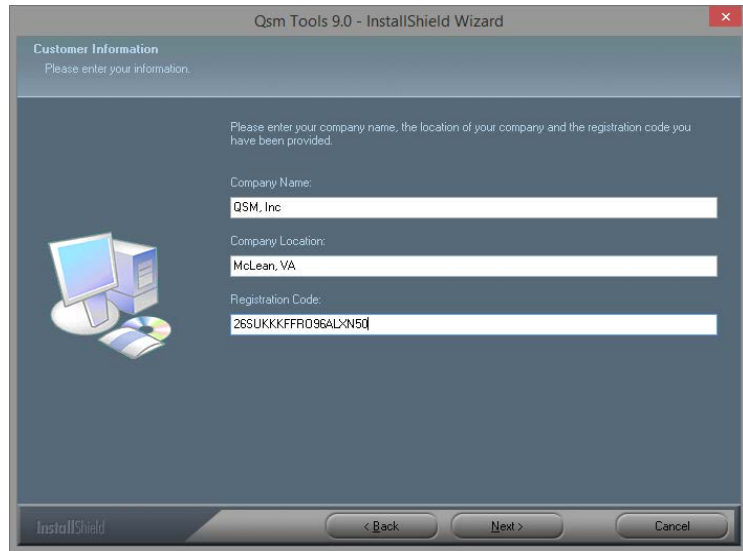 Qsm Tools 9.0 - InstallShield Wizard
Customer Information
Please enter your information.
Please enter your company name, the location of your company and the registration code you
have been provided.
Company Name:
QSM, Inc
Company Location:
McLean, VA
Registration Code:
26SUKKKFFRO96ALXN50
InstallShield
< Back
Next >
Cancel